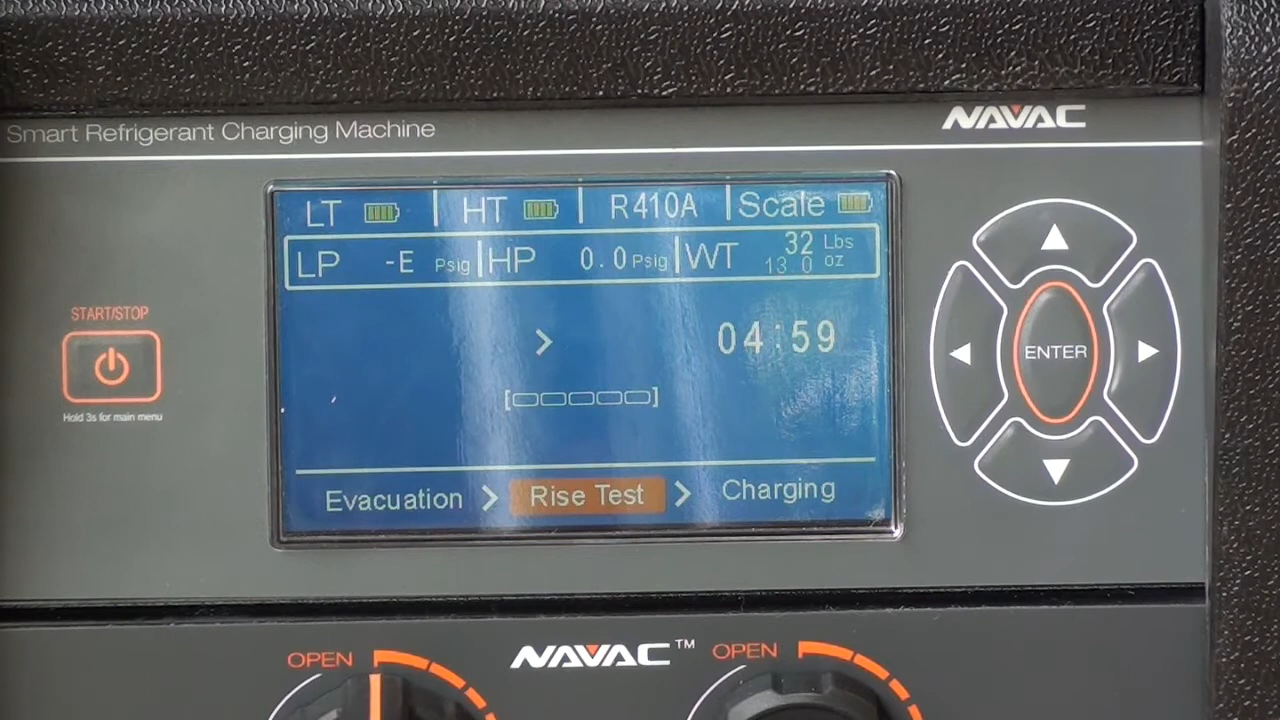 Smart Refrigerant Charging Machine
NAVAC
LT HT R410A Scale
LP -E Psig HP 0.0 Psig WT 32 Lbs 13.0 oz
START/STOP
Hold 3s for main menu
> 04:59
ENTER
Evacuation > Rise Test > Charging
OPEN NAVAC™ OPEN